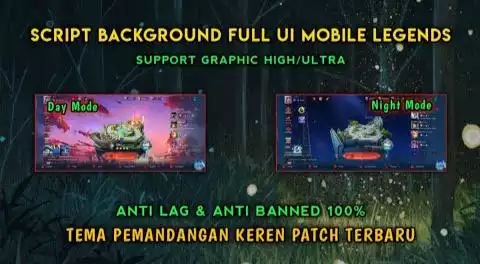 SCRIPT BACKGROUND FULL UI MOBILE LEGENDS
SUPPORT GRAPHIC HIGH/ULTRA
Day Mode
Night Mode
ANTI LAG & ANTI BANNED 100%
TEMA PEMANDANGAN KEREN PATCH TERBARU